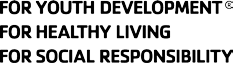 FOR YOUTH DEVELOPMENT®
FOR HEALTHY LIVING
FOR SOCIAL RESPONSIBILITY